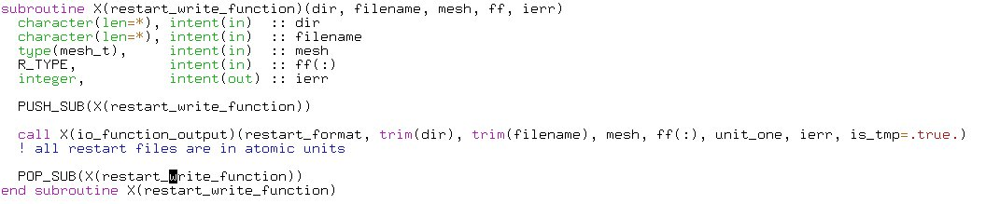 subroutine X(restart_write_function)(dir, filename, mesh, ff, ierr)
  character(len=*), intent(in)  :: dir
  character(len=*), intent(in)  :: filename
  type(mesh_t),     intent(in)  :: mesh
  R_TYPE,           intent(in)  :: ff(:)
  integer,          intent(out) :: ierr

  PUSH_SUB(X(restart_write_function))

  call X(io_function_output)(restart_format, trim(dir), trim(filename), mesh, ff(:), unit_one, ierr, is_tmp=.true.)
  ! all restart files are in atomic units

  POP_SUB(X(restart_write_function))
end subroutine X(restart_write_function)